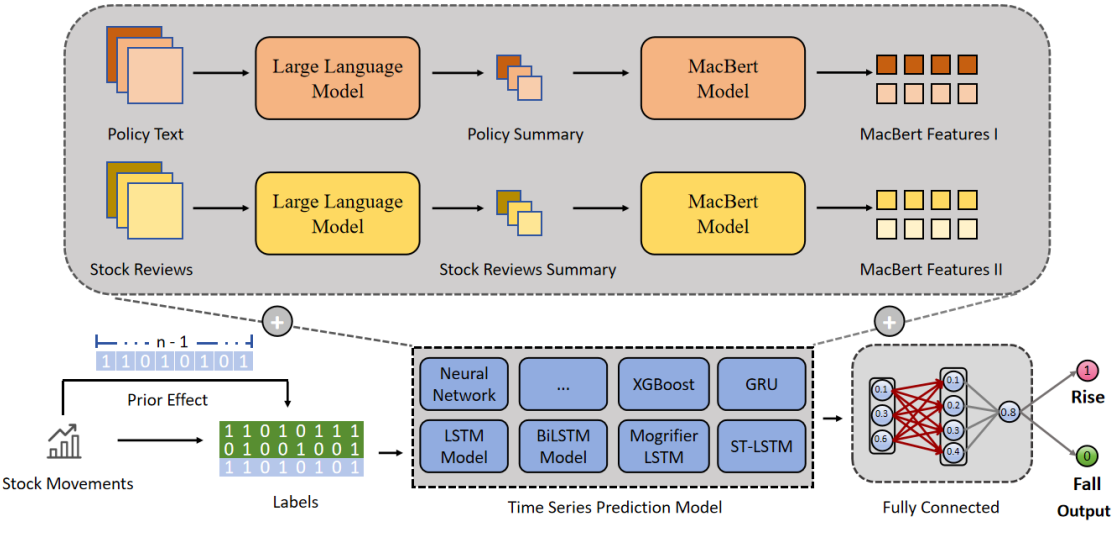 Large Language
Model
MacBert
Model
Policy Text
Policy Summary
MacBert Features I
Large Language
Model
MacBert
Model
Stock Reviews
Stock Reviews Summary
MacBert Features II
+
+
n - 1
1 1 0 1 0 1 0 1
Prior Effect
1 1 0 1 0 1 1 1
0 1 0 0 1 0 0 1
1 1 0 1 0 1 0 1
Stock Movements
Labels
Neural
Network
...
XGBoost
GRU
LSTM
Model
BiLSTM
Model
Mogrifier
LSTM
ST-LSTM
Time Series Prediction Model
0.1
0.3
0.6
0.1
0.2
0.3
0.4
0.8
Fully Connected
1
Rise
0
Fall
Output